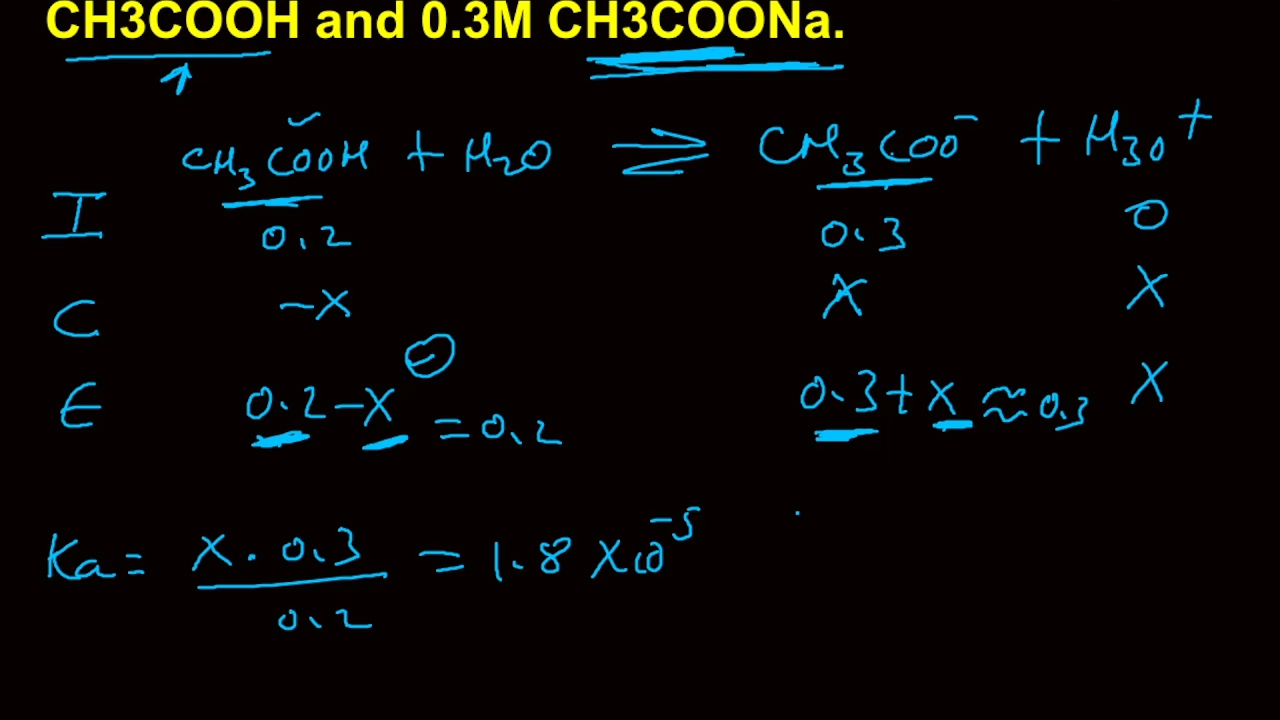 CH3COOH and 0.3M CH3COONa.
CH3COOH + H2O ⇌ CH3COO⁻ + H3O⁺
I 0.2 0.3 0
C -x x x
E 0.2-x = 0.2 0.3+x ≈ 0.3 x
Ka = x . 0.3 / 0.2 = 1.8 x10⁻⁵